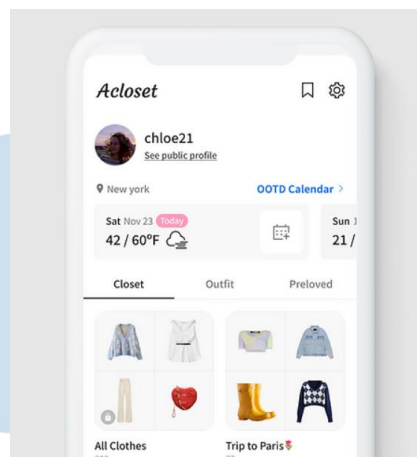 Acloset
chloe21
See public profile
New york
OOTD Calendar >
Sat Nov 23 Today
42 / 60°F
Sun
21 /
Closet
Outfit
Preloved
All Clothes
Trip to Paris🌷